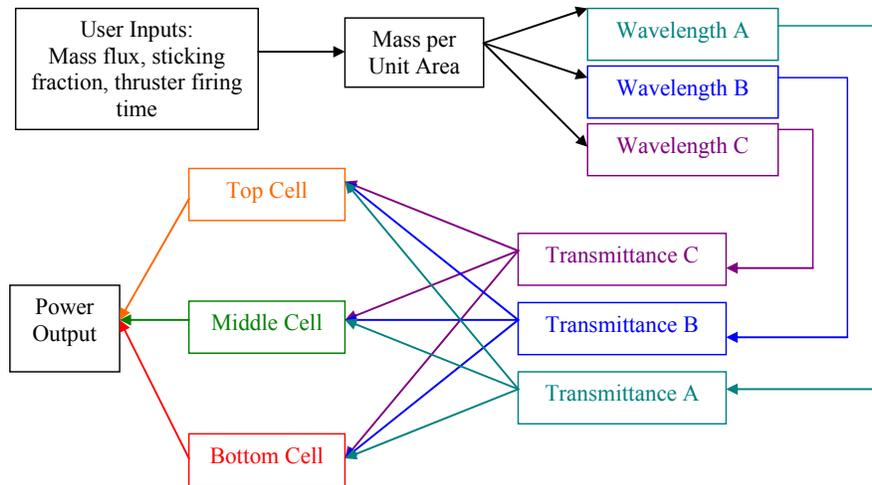 User Inputs:
Mass flux, sticking
fraction, thruster firing
time
Mass per
Unit Area
Wavelength A
Wavelength B
Wavelength C
Top Cell
Transmittance C
Power
Output
Middle Cell
Transmittance B
Transmittance A
Bottom Cell